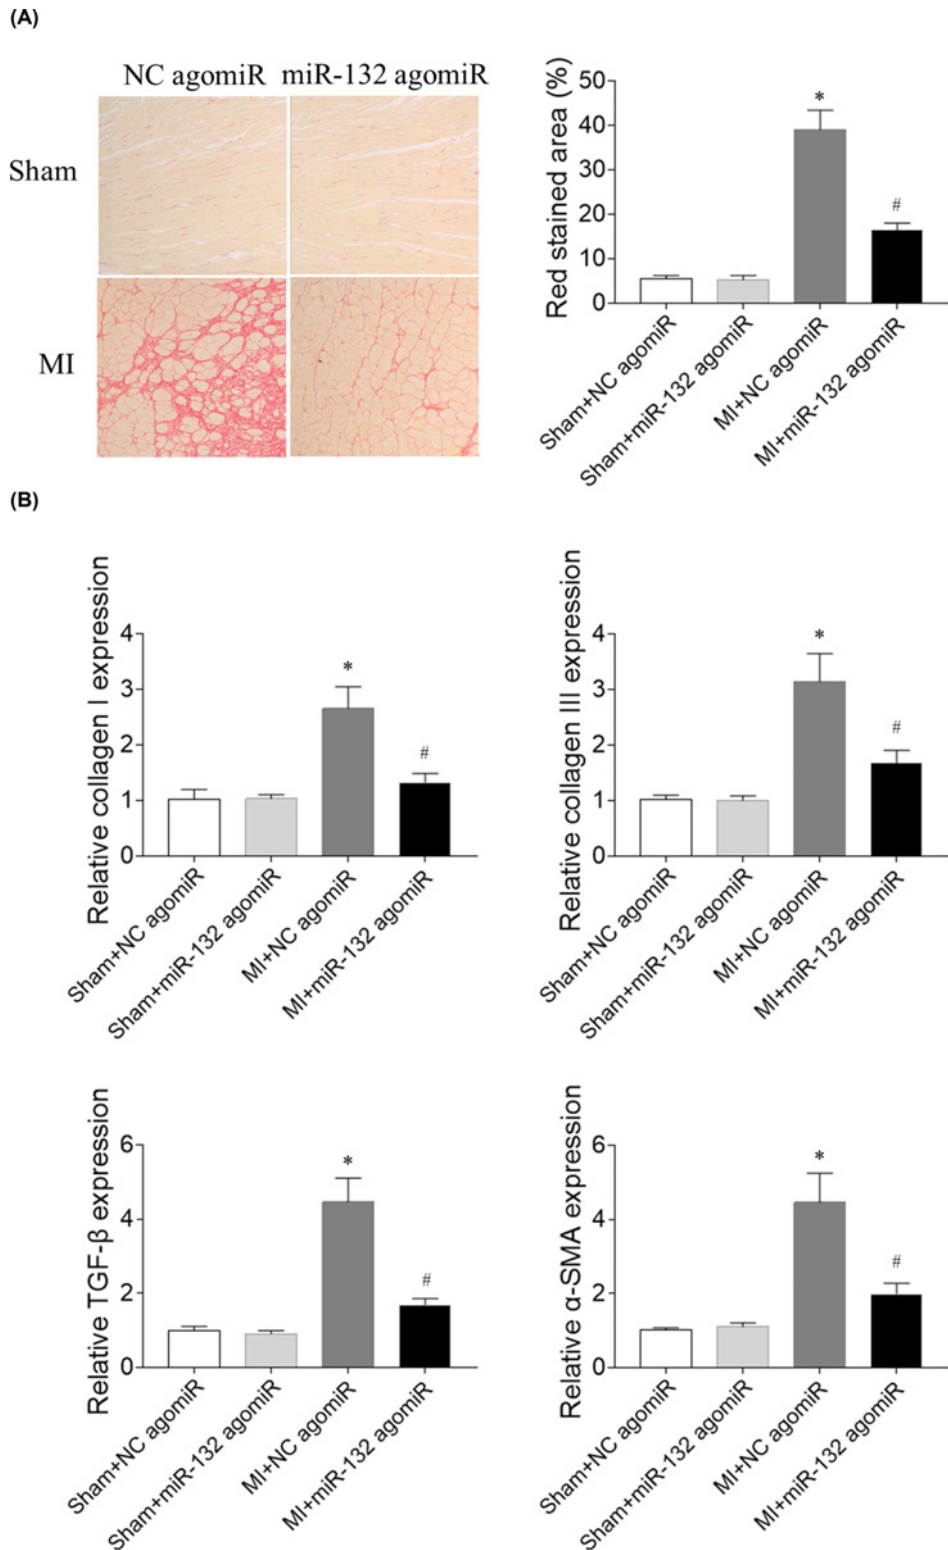 (A)
NC agomiR miR-132 agomiR
Sham
MI
Red stained area (%)
50
40
30
20
10
0
*
#
Sham+NC agomiR
Sham+miR-132 agomiR
MI+NC agomiR
MI+miR-132 agomiR
(B)
Relative collagen I expression
4
3
2
1
0
*
#
Sham+NC agomiR
Sham+miR-132 agomiR
MI+NC agomiR
MI+miR-132 agomiR
Relative collagen III expression
4
3
2
1
0
*
#
Sham+NC agomiR
Sham+miR-132 agomiR
MI+NC agomiR
MI+miR-132 agomiR
Relative TGF-β expression
6
4
2
0
*
#
Sham+NC agomiR
Sham+miR-132 agomiR
MI+NC agomiR
MI+miR-132 agomiR
Relative α-SMA expression
6
4
2
0
*
#
Sham+NC agomiR
Sham+miR-132 agomiR
MI+NC agomiR
MI+miR-132 agomiR